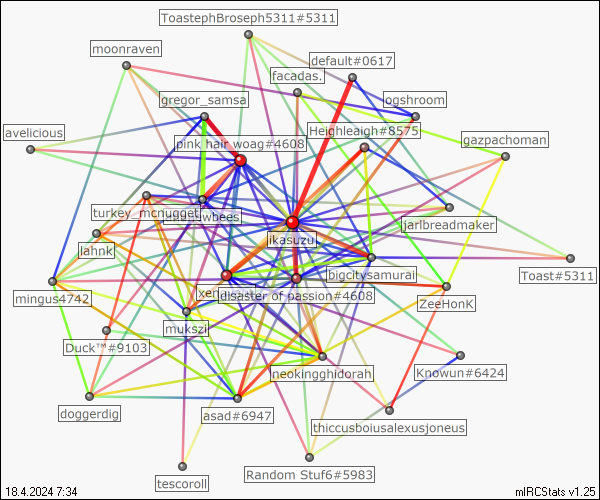 ToastephBroseph5311#5311
moonraven
default#0617
facadas.
gregor_samsa
ogshroom
avelicious
Heighleaigh#8575
pink hair woag#4608
gazpachoman
turkey_mcnugget
wbees
jarlbreadmaker
ikasuzu
lahnk
bigcitysamurai
Toast#5311
mingus4742
disaster of passion#4608
ZeeHonK
mukszi
Duck™#9103
neokingghidorah
Knowun#6424
doggerdig
asad#6947
thiccusboiusalexusjoneus
tescoroll
Random Stuf6#5983
18.4.2024 7:34
mIRCStats v1.25